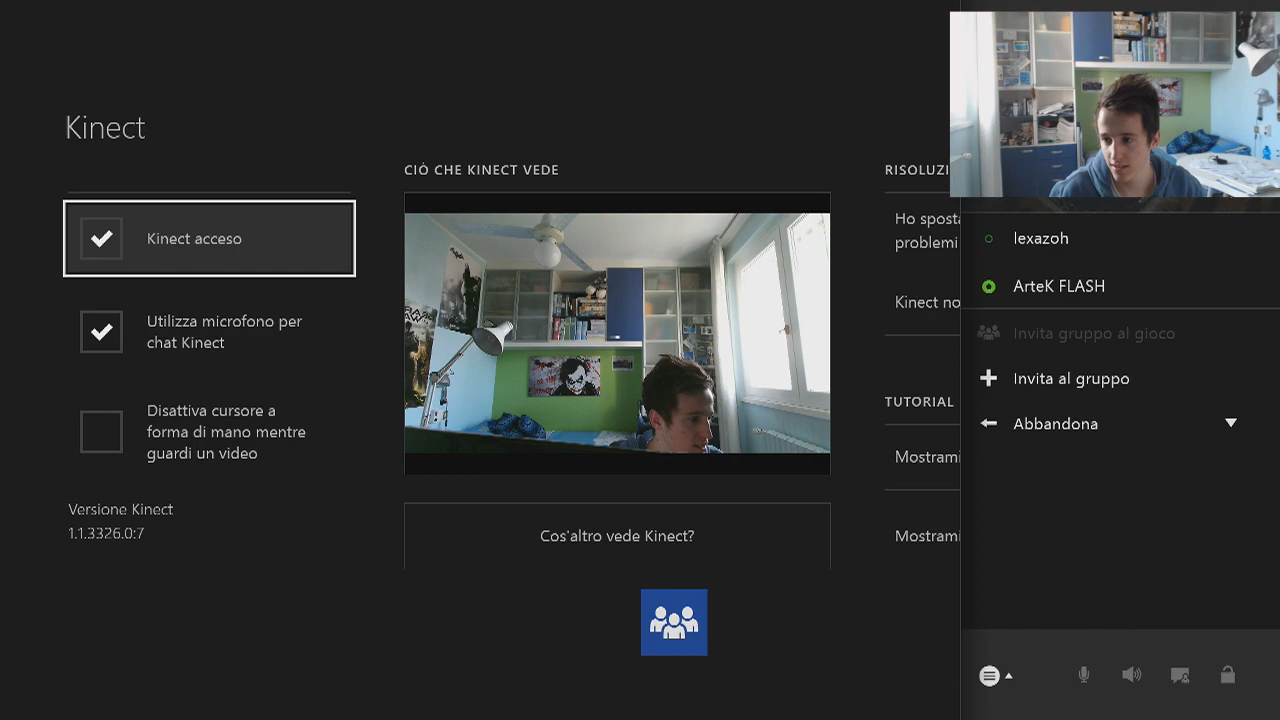 Kinect
Kinect acceso
Utilizza microfono per
chat Kinect
Disattiva cursore a
forma di mano mentre
guardi un video
Versione Kinect
1.1.3326.0:7
CIÒ CHE KINECT VEDE
Cos'altro vede Kinect?
RISOLUZI
Ho sposta
problemi
Kinect no
TUTORIAL
Mostrami
Mostrami
lexazoh
ArteK FLASH
Invita gruppo al gioco
Invita al gruppo
Abbandona